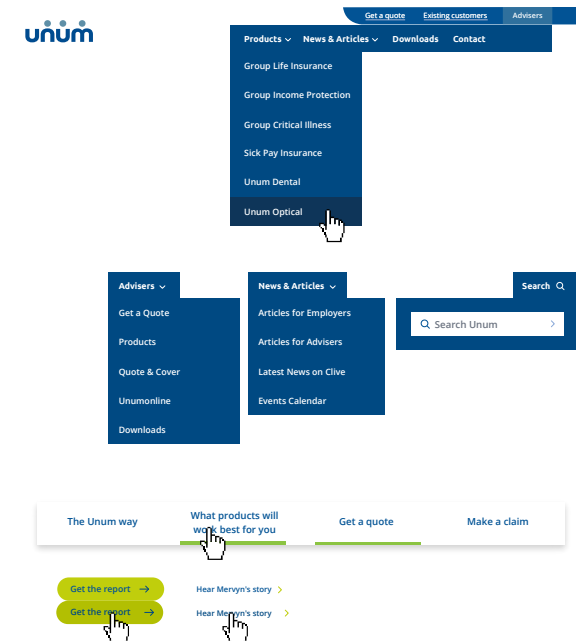 Get a quote Existing customers Advisers
unum
Products News & Articles Downloads Contact
Group Life Insurance
Group Income Protection
Group Critical Illness
Sick Pay Insurance
Unum Dental
Unum Optical
Advisers
Get a Quote
Products
Quote & Cover
Unumonline
Downloads
News & Articles
Articles for Employers
Articles for Advisers
Latest News on Clive
Events Calendar
Search
Search Unum
The Unum way
What products will
work best for you
Get a quote
Make a claim
Get the report
Hear Mervyn's story
Get the report
Hear Mervyn's story